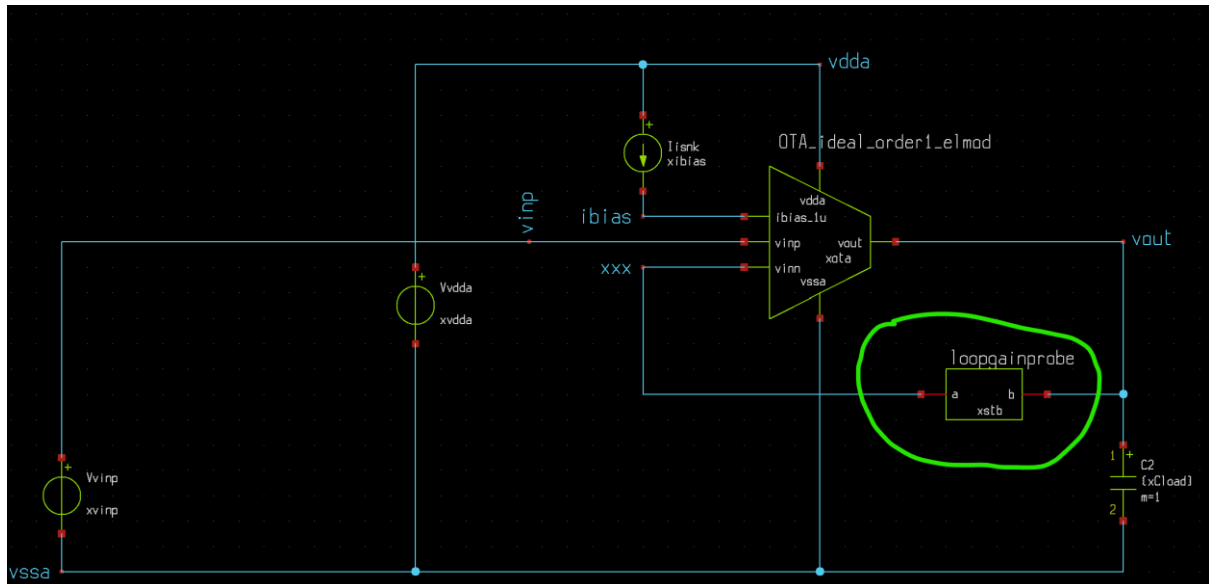 vdda
OTA_ideal_order1_elmod
Iisnk
xibias
vdda
vinp
ibias
ibias_1u
vinp
vout
vout
xota
xxx
vinn
vssa
+
Vvdda
xvdda
loopgainprobe
a
b
xstb
1
+
C2
{xCload}
m=1
2
+
Vvinp
xvinp
+
vssa